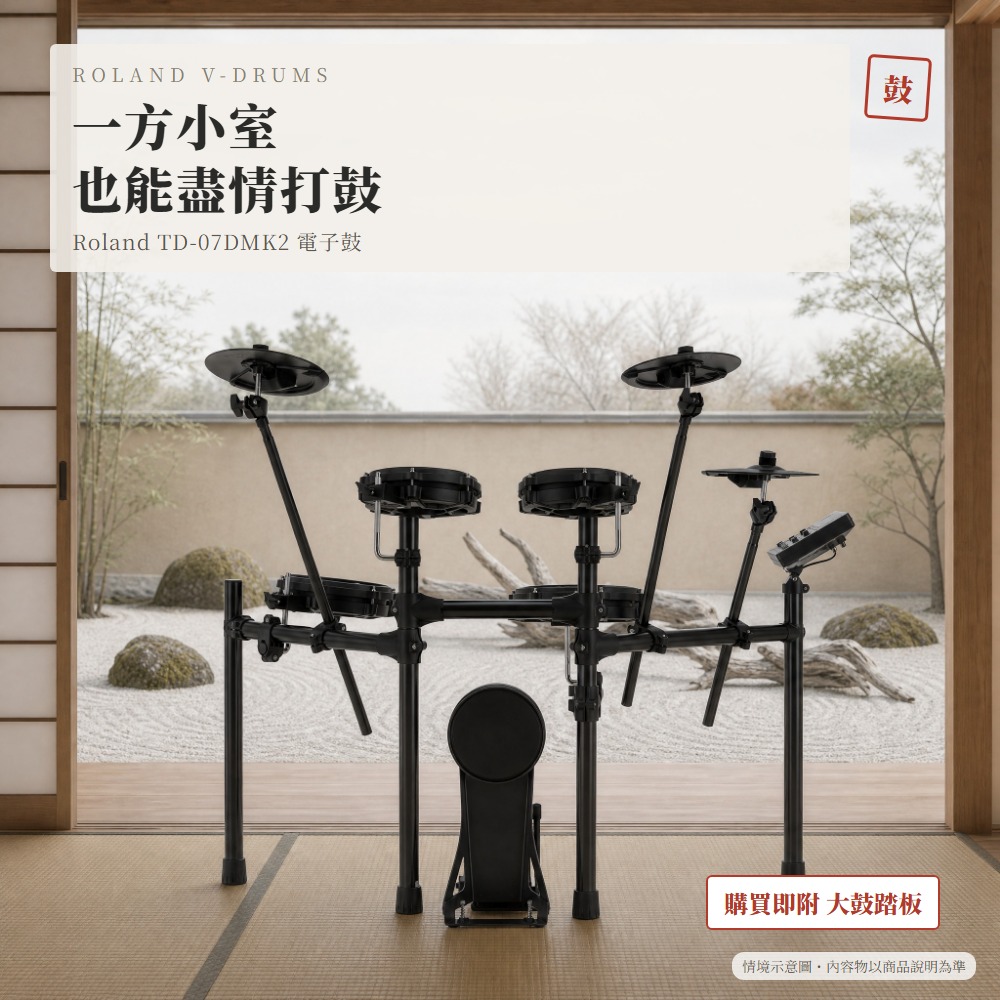 ROLAND V-DRUMS
一方小室
也能盡情打鼓
Roland TD-07DMK2 電子鼓
鼓
購買即附 大鼓踏板
情境示意圖・內容物以商品說明為準